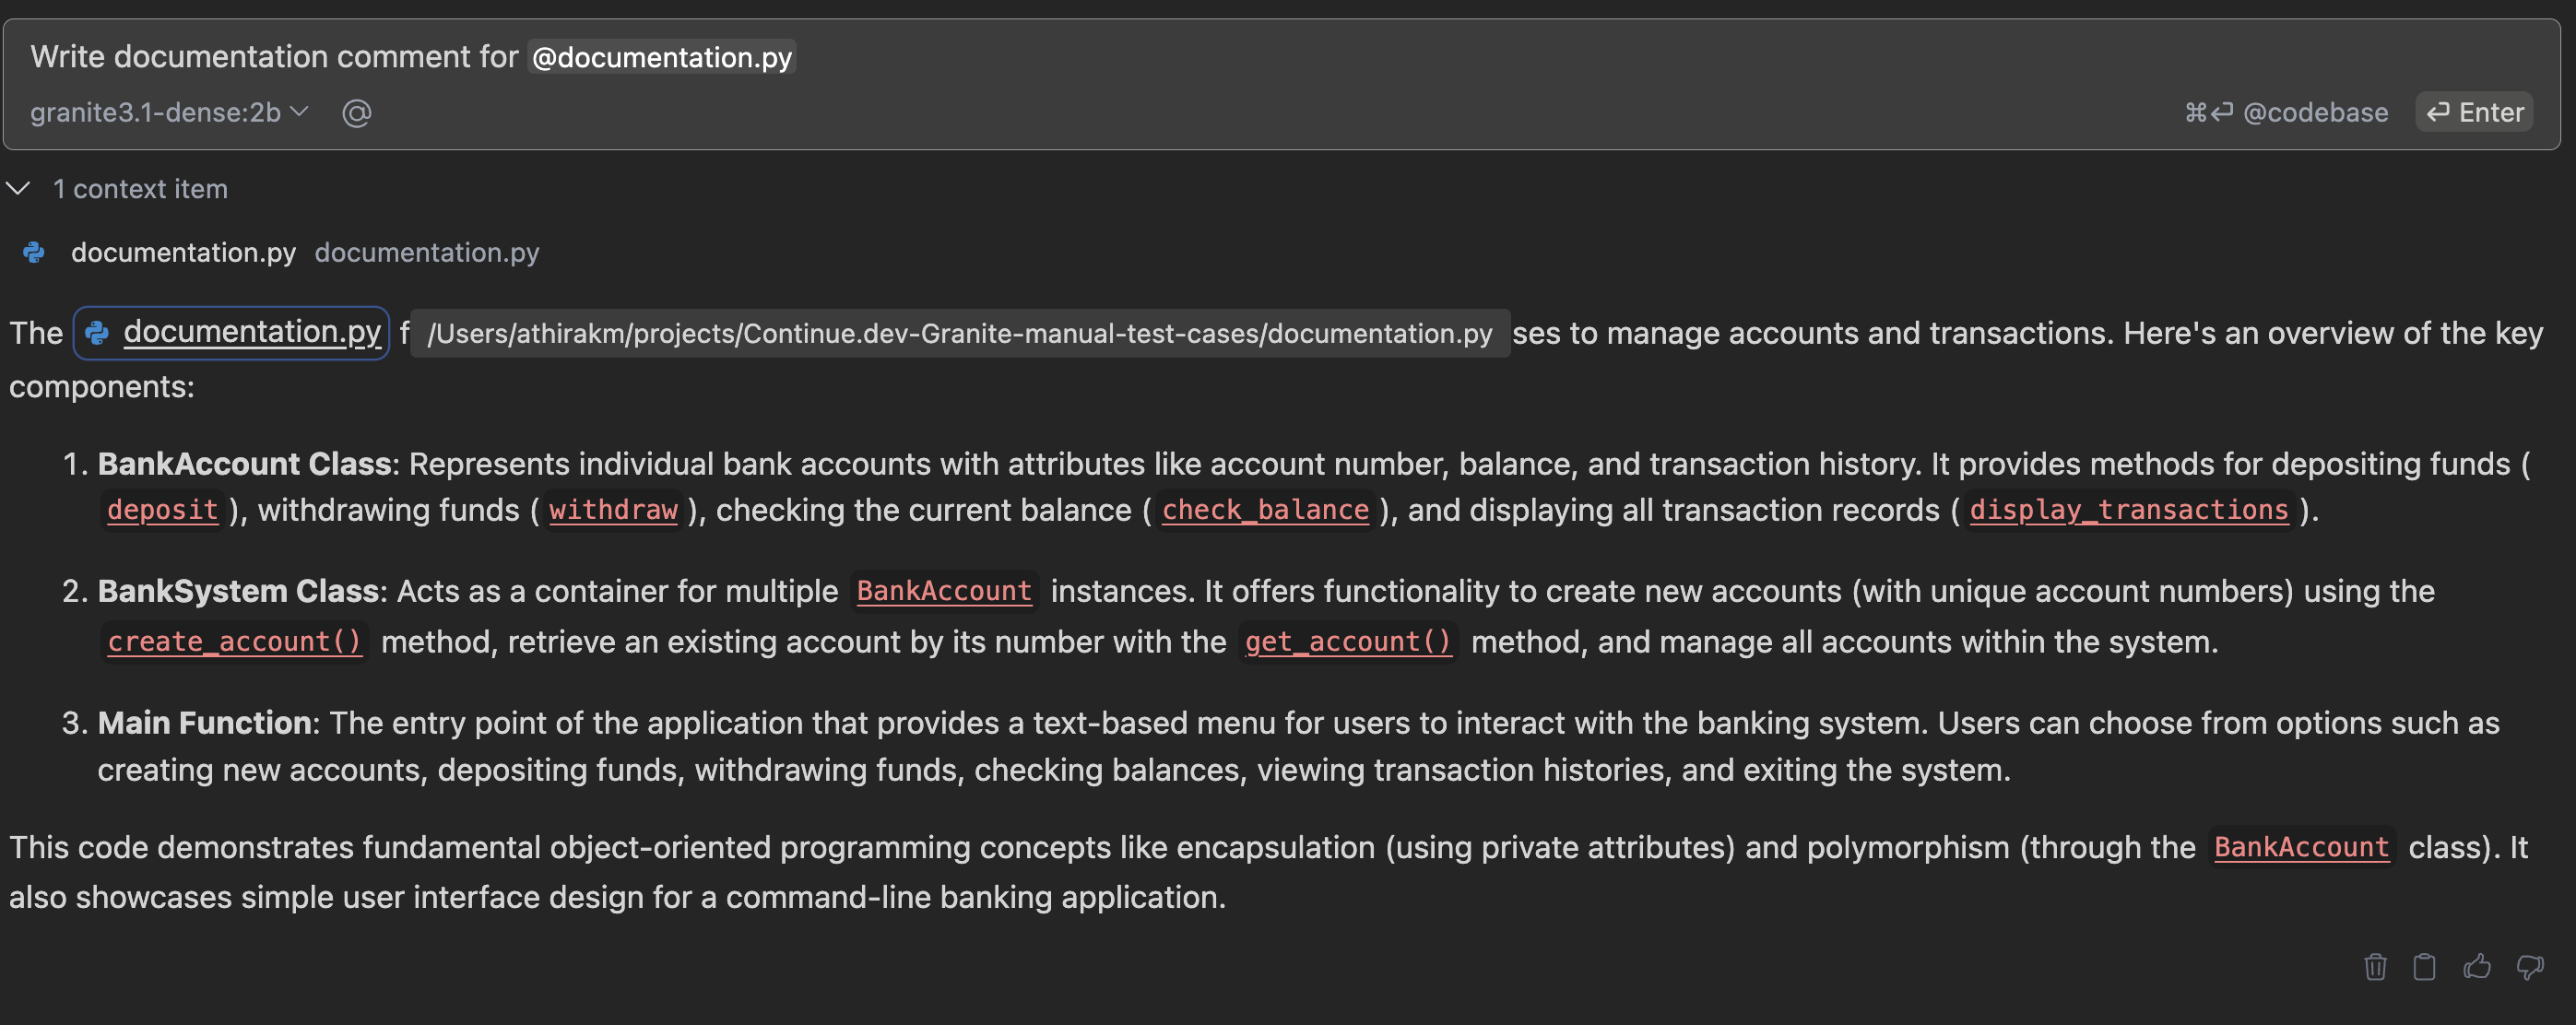 Write documentation comment for @documentation.py
granite3.1-dense:2b @ ⌘⏎ @codebase ⏎ Enter
1 context item
documentation.py documentation.py
The documentation.py f /Users/athirakm/projects/Continue.dev-Granite-manual-test-cases/documentation.py ses to manage accounts and transactions. Here's an overview of the key
components:
1. BankAccount Class: Represents individual bank accounts with attributes like account number, balance, and transaction history. It provides methods for depositing funds (
deposit ), withdrawing funds ( withdraw ), checking the current balance ( check_balance ), and displaying all transaction records ( display_transactions ).
2. BankSystem Class: Acts as a container for multiple BankAccount instances. It offers functionality to create new accounts (with unique account numbers) using the
create_account() method, retrieve an existing account by its number with the get_account() method, and manage all accounts within the system.
3. Main Function: The entry point of the application that provides a text-based menu for users to interact with the banking system. Users can choose from options such as
creating new accounts, depositing funds, withdrawing funds, checking balances, viewing transaction histories, and exiting the system.
This code demonstrates fundamental object-oriented programming concepts like encapsulation (using private attributes) and polymorphism (through the BankAccount class). It
also showcases simple user interface design for a command-line banking application.